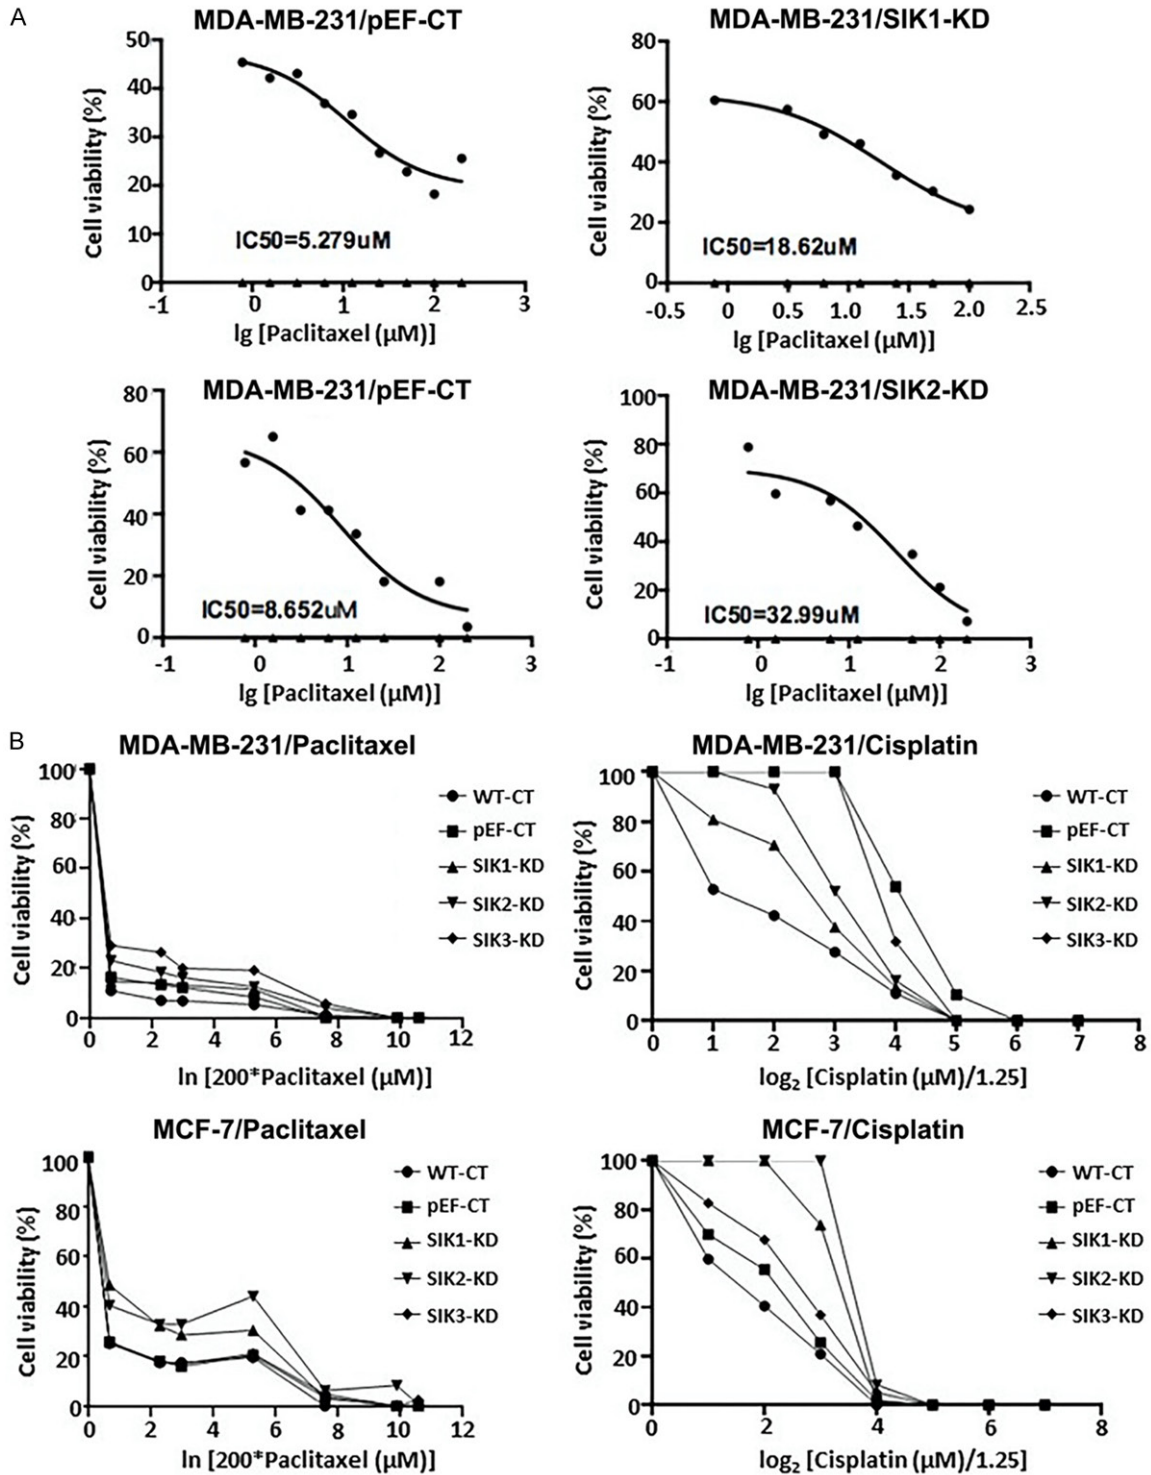 A
MDA-MB-231/pEF-CT
50
40
30
20
10
0
Cell viability (%)
IC50=5.279uM
-1 0 1 2 3
lg [Paclitaxel (μM)]
MDA-MB-231/SIK1-KD
80
60
40
20
0
Cell viability (%)
IC50=18.62uM
-0.5 0 0.5 1.0 1.5 2.0 2.5
lg [Paclitaxel (μM)]
MDA-MB-231/pEF-CT
80
60
40
20
0
Cell viability (%)
IC50=8.652uM
-1 0 1 2 3
lg [Paclitaxel (μM)]
MDA-MB-231/SIK2-KD
100
80
60
40
20
0
Cell viability (%)
IC50=32.99uM
-1 0 1 2 3
lg [Paclitaxel (μM)]
B
MDA-MB-231/Paclitaxel
100
80
60
40
20
0
Cell viability (%)
WT-CT
pEF-CT
SIK1-KD
SIK2-KD
SIK3-KD
0 2 4 6 8 10 12
ln [200*Paclitaxel (μM)]
MDA-MB-231/Cisplatin
100
80
60
40
20
0
Cell viability (%)
WT-CT
pEF-CT
SIK1-KD
SIK2-KD
SIK3-KD
0 1 2 3 4 5 6 7 8
log₂ [Cisplatin (μM)/1.25]
MCF-7/Paclitaxel
100
80
60
40
20
0
Cell viability (%)
WT-CT
pEF-CT
SIK1-KD
SIK2-KD
SIK3-KD
0 2 4 6 8 10 12
ln [200*Paclitaxel (μM)]
MCF-7/Cisplatin
100
80
60
40
20
0
Cell viability (%)
WT-CT
pEF-CT
SIK1-KD
SIK2-KD
SIK3-KD
0 2 4 6 8
log₂ [Cisplatin (μM)/1.25]